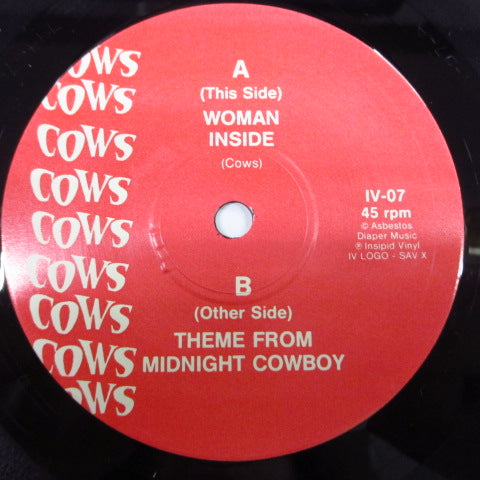 COWS
COWS
COWS
COWS
COWS
COWS
COWS
COWS
COWS
A
(This Side)
WOMAN
INSIDE
(Cows)
IV-07
45 rpm
© Asbestos
Diaper Music
℗ Insipid Vinyl
IV LOGO - SAV X
B
(Other Side)
THEME FROM
MIDNIGHT COWBOY